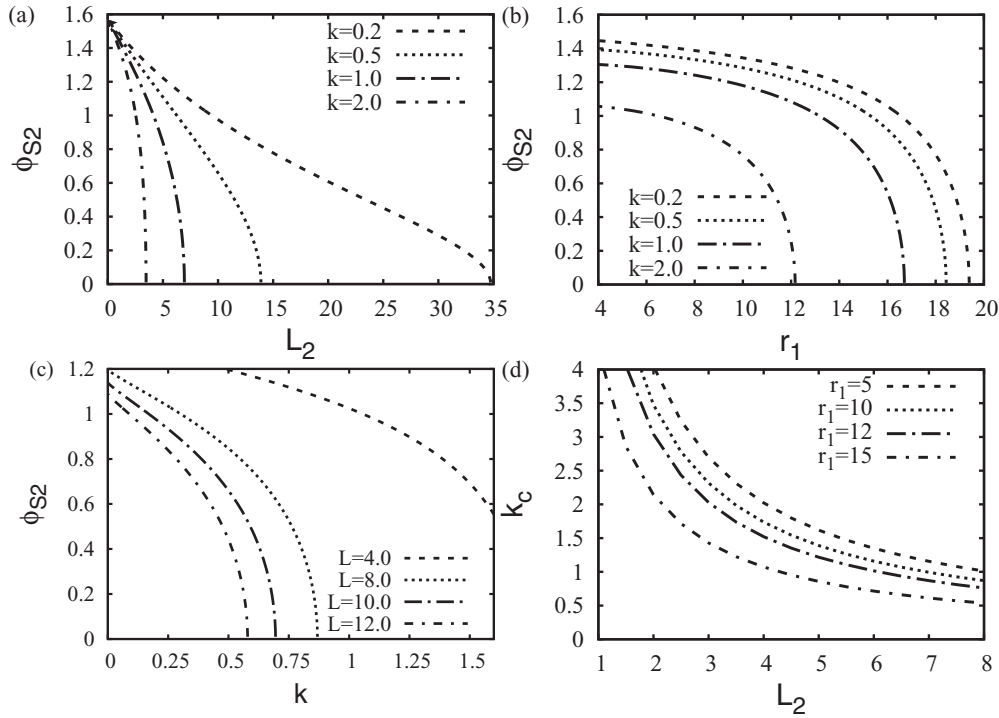 (a)
1.6
1.4
1.2
1
0.8
0.6
0.4
0.2
0
ϕS2
k=0.2
k=0.5
k=1.0
k=2.0
0 5 10 15 20 25 30 35
L2
(b)
1.6
1.4
1.2
1
0.8
0.6
0.4
0.2
0
ϕS2
k=0.2
k=0.5
k=1.0
k=2.0
4 6 8 10 12 14 16 18 20
r1
(c)
1.2
1
0.8
0.6
0.4
0.2
0
ϕS2
L=4.0
L=8.0
L=10.0
L=12.0
0 0.25 0.5 0.75 1 1.25 1.5
k
(d)
4
3.5
3
2.5
2
1.5
1
0.5
0
kc
r1=5
r1=10
r1=12
r1=15
1 2 3 4 5 6 7 8
L2